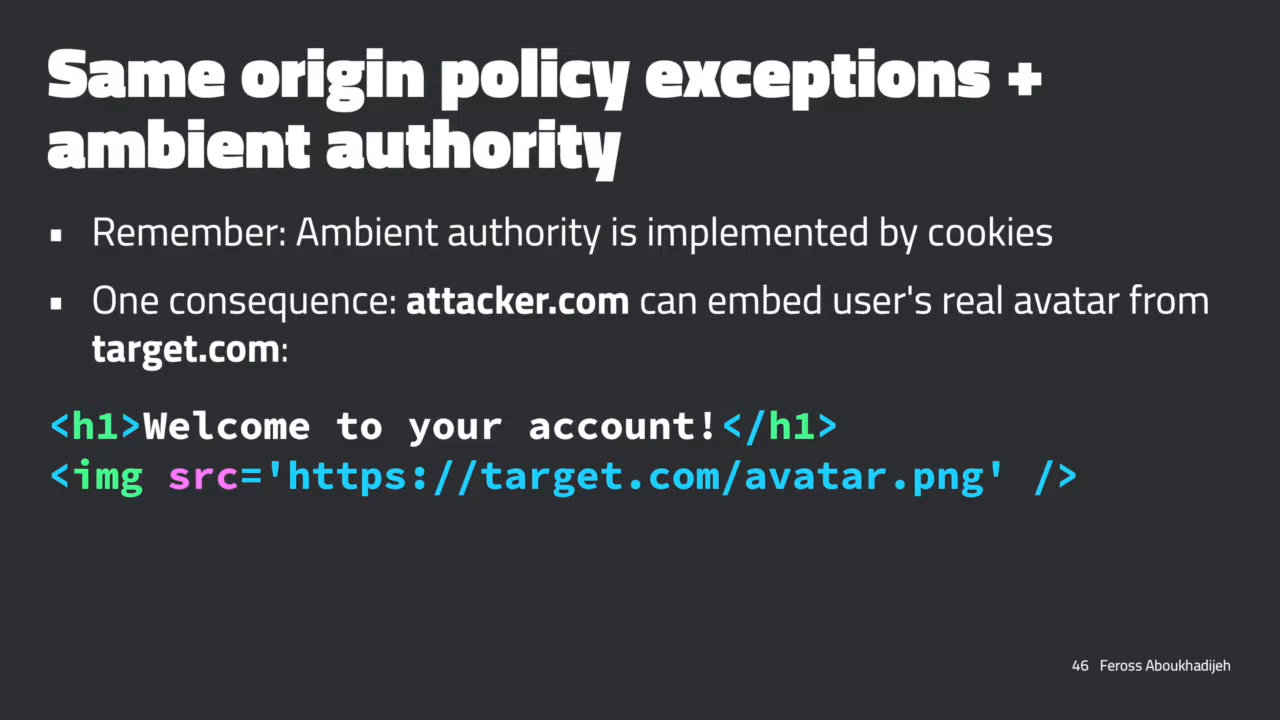 Same origin policy exceptions +
ambient authority
▪ Remember: Ambient authority is implemented by cookies
▪ One consequence: attacker.com can embed user's real avatar from
target.com:
<h1>Welcome to your account!</h1>
<img src='https://target.com/avatar.png' />
46 Feross Aboukhadijeh